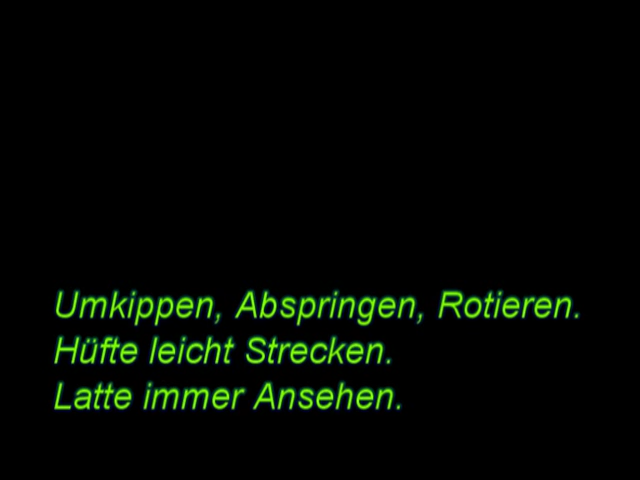 Umkippen, Abspringen, Rotieren.
Hüfte leicht Strecken.
Latte immer Ansehen.